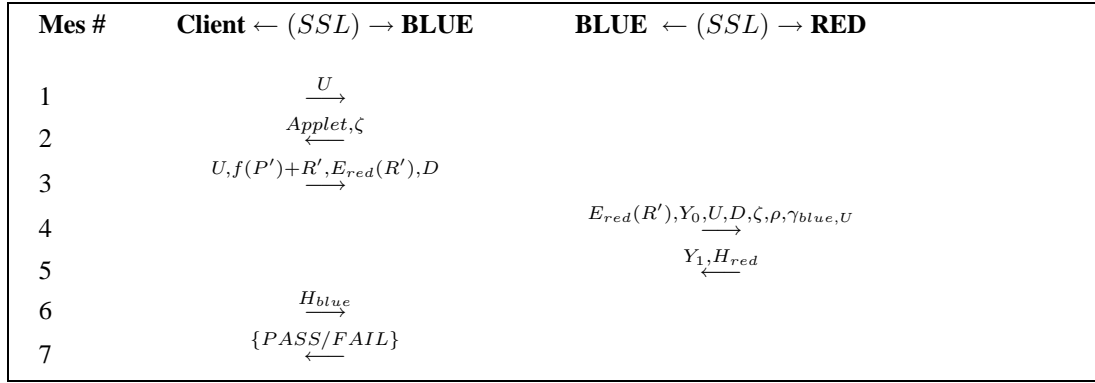 Mes # Client ← (SSL) → BLUE BLUE ← (SSL) → RED
1 U →
2 Applet,ζ ←
3 U,f(P′)+R′,E_red(R′),D →
4 E_red(R′),Y_0,U,D,ζ,ρ,γ_blue,U →
5 Y_1,H_red ←
6 H_blue →
7 {PASS/FAIL} ←